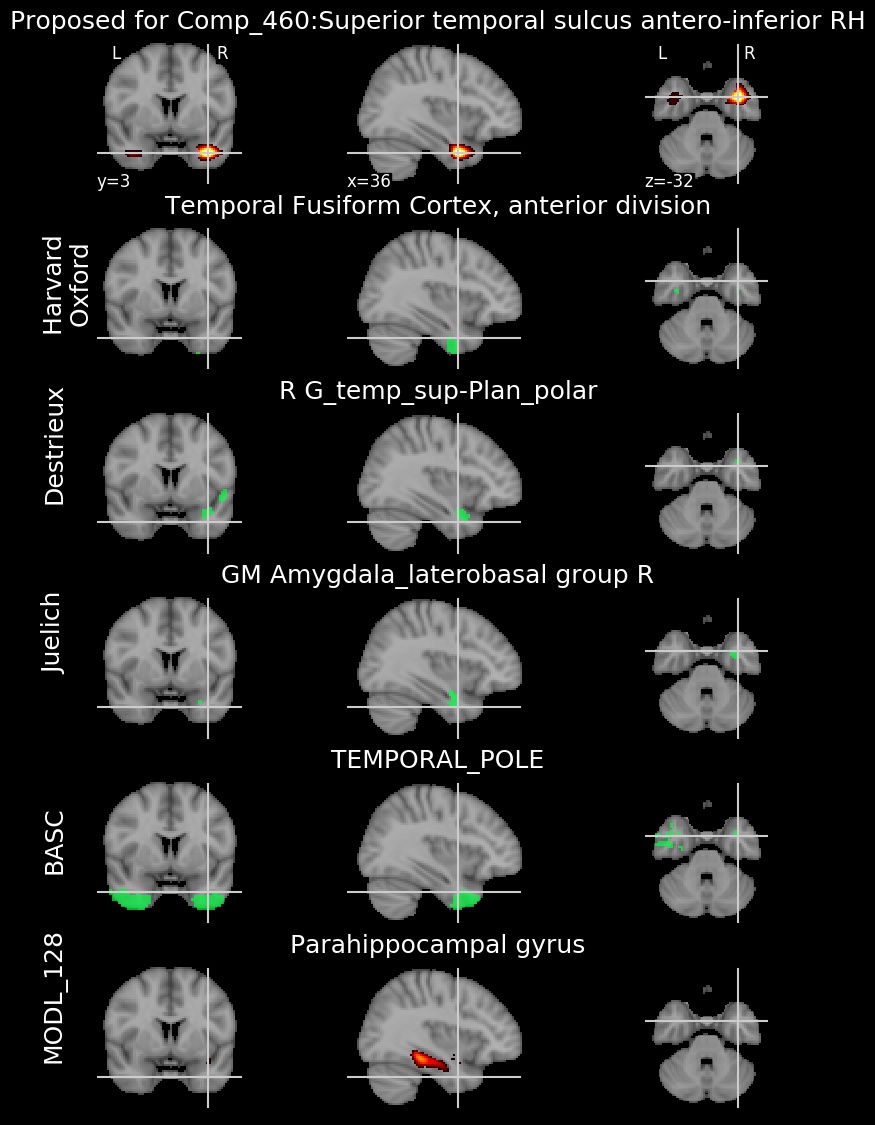 Proposed for Comp_460:Superior temporal sulcus antero-inferior RH
L R
L R
y=3
x=36
z=-32
Temporal Fusiform Cortex, anterior division
Harvard
Oxford
R G_temp_sup-Plan_polar
Destrieux
GM Amygdala_laterobasal group R
Juelich
TEMPORAL_POLE
BASC
Parahippocampal gyrus
MODL_128